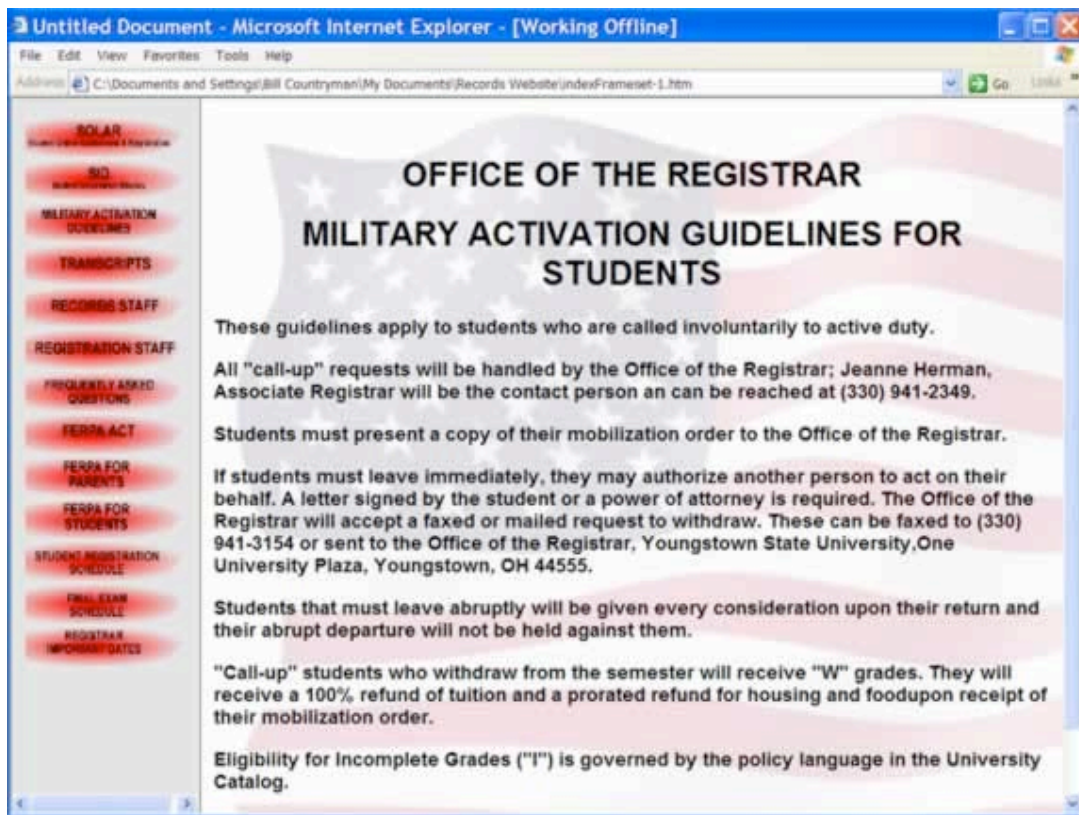 Untitled Document - Microsoft Internet Explorer - [Working Offline]
File Edit View Favorites Tools Help
Address C:\Documents and Settings\Bill Countryman\My Documents\Records Website\indexFrameset-1.htm Go Links
SOLAR
MILITARY ACTIVATION
GUIDELINES
TRANSCRIPTS
RECORDS STAFF
REGISTRATION STAFF
FREQUENTLY ASKED
QUESTIONS
FERPA ACT
FERPA FOR
PARENTS
FERPA FOR
STUDENTS
STUDENT REGISTRATION
SCHEDULE
FINAL EXAM
SCHEDULE
REGISTRAR
IMPORTANT DATES
OFFICE OF THE REGISTRAR
MILITARY ACTIVATION GUIDELINES FOR
STUDENTS
These guidelines apply to students who are called involuntarily to active duty.
All "call-up" requests will be handled by the Office of the Registrar; Jeanne Herman,
Associate Registrar will be the contact person an can be reached at (330) 941-2349.
Students must present a copy of their mobilization order to the Office of the Registrar.
If students must leave immediately, they may authorize another person to act on their
behalf. A letter signed by the student or a power of attorney is required. The Office of the
Registrar will accept a faxed or mailed request to withdraw. These can be faxed to (330)
941-3154 or sent to the Office of the Registrar, Youngstown State University,One
University Plaza, Youngstown, OH 44555.
Students that must leave abruptly will be given every consideration upon their return and
their abrupt departure will not be held against them.
"Call-up" students who withdraw from the semester will receive "W" grades. They will
receive a 100% refund of tuition and a prorated refund for housing and foodupon receipt of
their mobilization order.
Eligibility for Incomplete Grades ("I") is governed by the policy language in the University
Catalog.